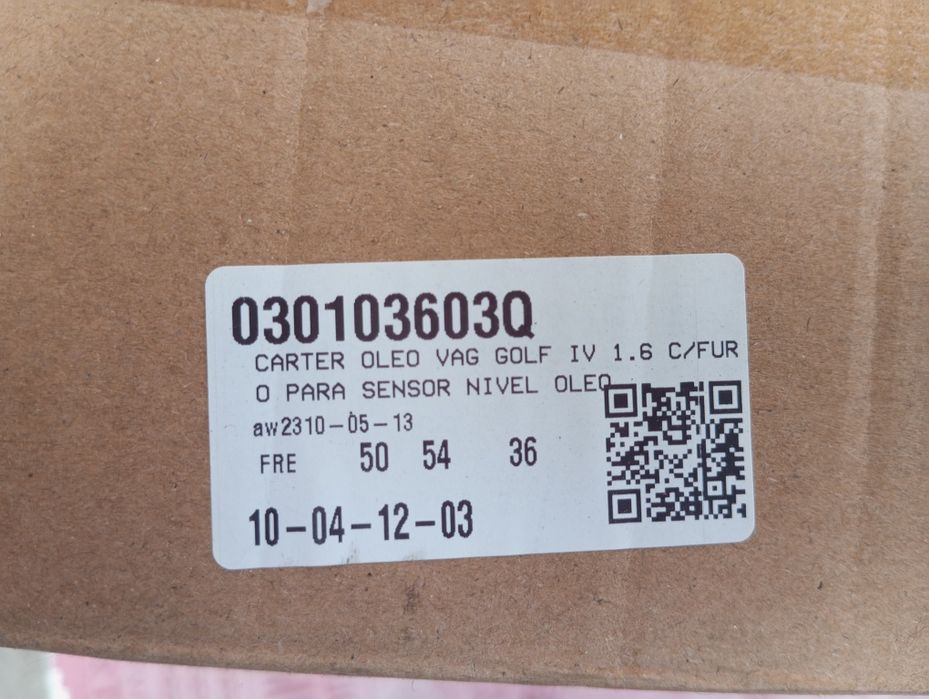 030103603Q
CARTER OLEO VAG GOLF IV 1.6 C/FUR
O PARA SENSOR NIVEL OLEO
aw2310-05-13
FRE 50 54 36
10-04-12-03